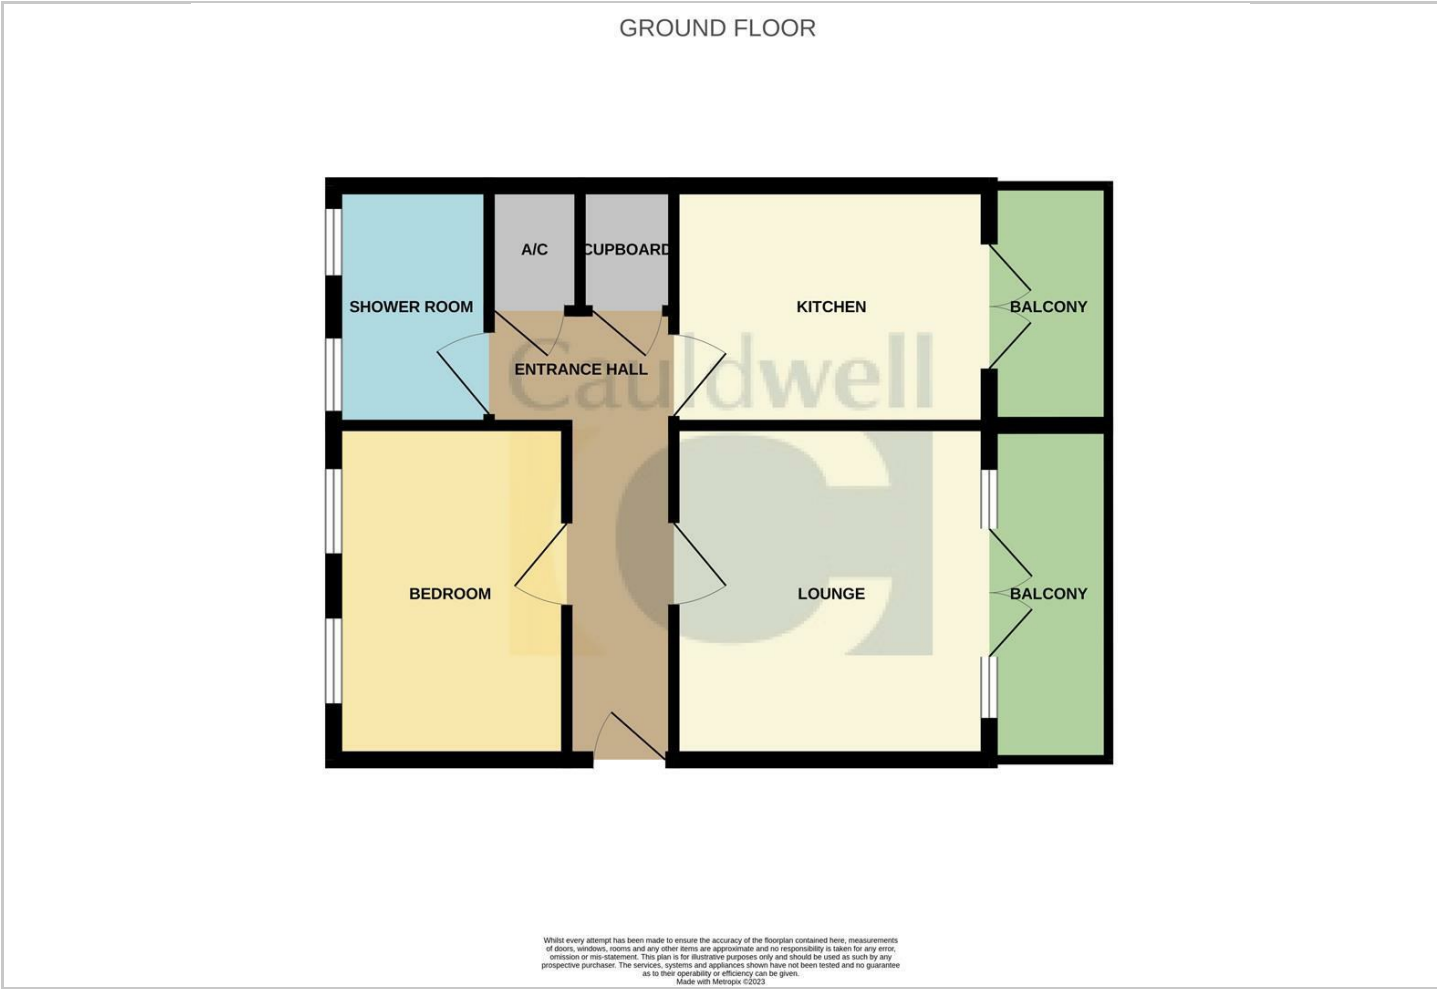 GROUND FLOOR
A/C
CUPBOARD
SHOWER ROOM
KITCHEN
BALCONY
ENTRANCE HALL
Cauldwell
BEDROOM
LOUNGE
BALCONY
Whilst every attempt has been made to ensure the accuracy of the floorplan contained here, measurements
of doors, windows, rooms and any other items are approximate and no responsibility is taken for any error,
omission or mis-statement. This plan is for illustrative purposes only and should be used as such by any
prospective purchaser. The services, systems and appliances shown have not been tested and no guarantee
as to their operability or efficiency can be given.
Made with Metropix ©2023